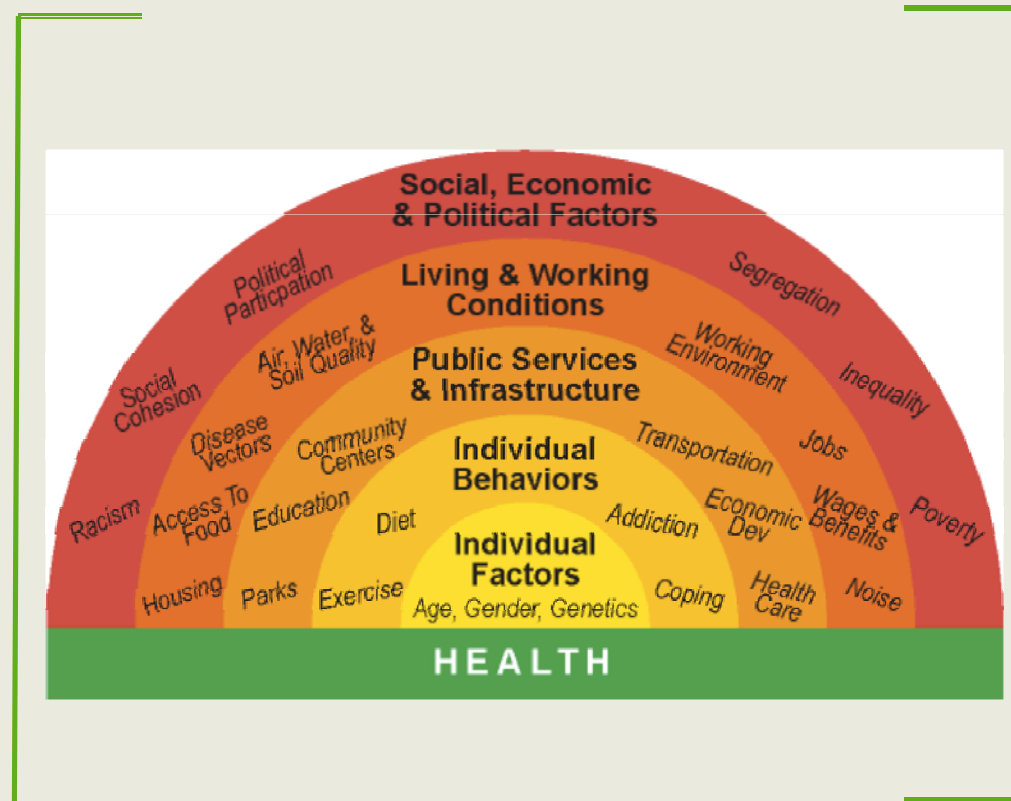 Social, Economic
& Political Factors
Political
Particpation
Segregation
Social
Cohesion
Inequality
Racism
Poverty
Living & Working
Conditions
Air, Water, &
Soil Quality
Working
Environment
Disease
Vectors
Jobs
Access To
Food
Wages &
Benefits
Housing
Noise
Public Services
& Infrastructure
Community
Centers
Transportation
Education
Economic
Dev
Parks
Health
Care
Individual
Behaviors
Diet
Addiction
Exercise
Coping
Individual
Factors
Age, Gender, Genetics
HEALTH